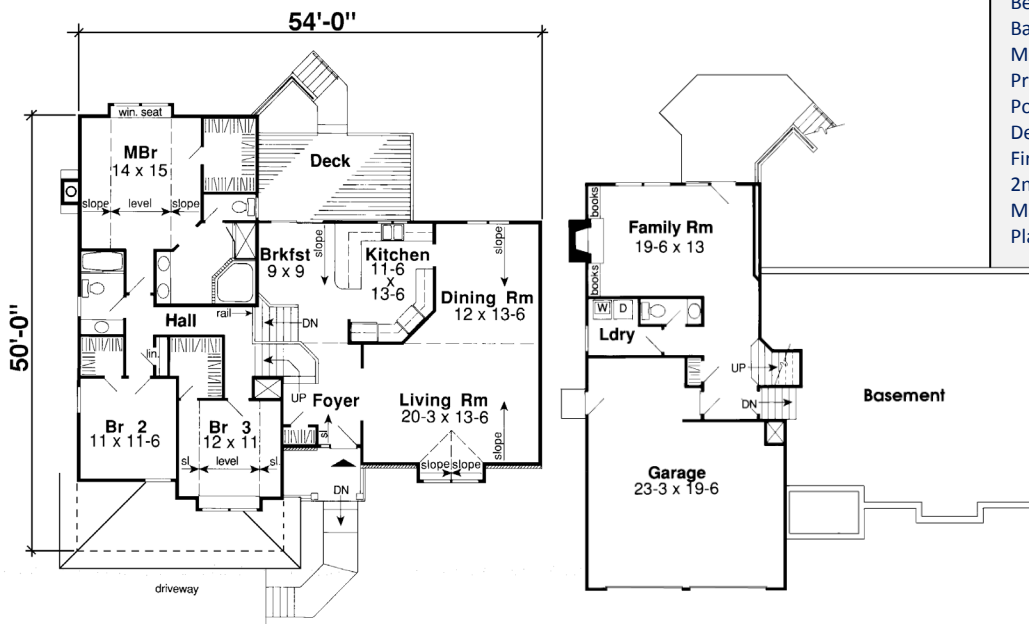 54'-0"
50'-0"
win. seat
MBr
14 x 15
slope
level
slope
Deck
Brkfst
9 x 9
slope
Kitchen
11-6
x
13-6
slope
Dining Rm
12 x 13-6
Hall
rail
DN
lin.
UP
Foyer
sl
Living Rm
20-3 x 13-6
slope
slope
slope
Br 2
11 x 11-6
Br 3
12 x 11
sl.
level
sl.
DN
driveway
books
Family Rm
19-6 x 13
books
W
D
Ldry
UP
DN
Basement
Garage
23-3 x 19-6
Ba
M
Pr
Po
De
Fi
2n
M
Pla